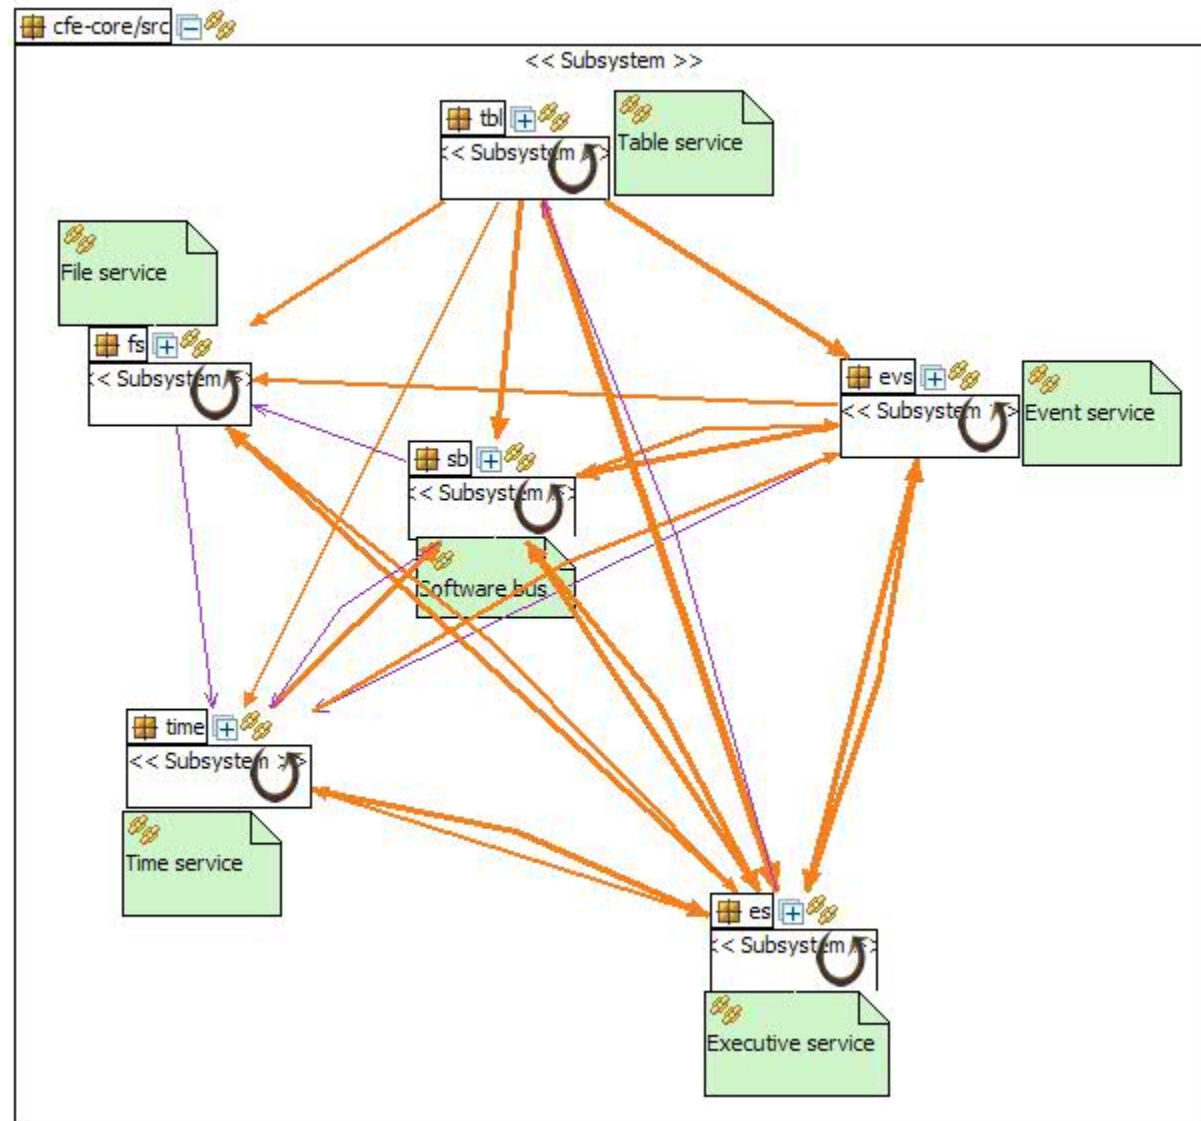 cfe-core/src
<< Subsystem >>
tbl
<< Subsystem >>
Table service
File service
fs
<< Subsystem >>
evs
<< Subsystem >>
Event service
sb
<< Subsystem >>
Software bus
time
<< Subsystem >>
Time service
es
<< Subsystem >>
Executive service